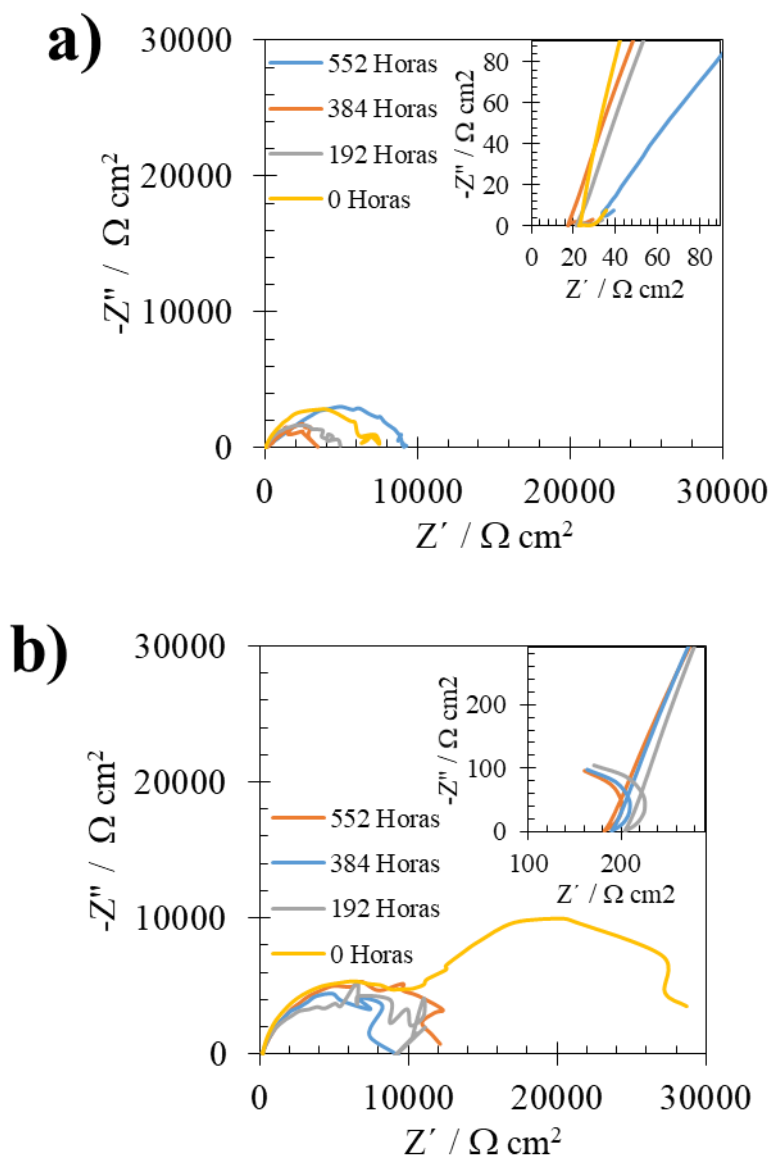 a)
30000
20000
10000
0
-Z" / Ω cm²
552 Horas
384 Horas
192 Horas
0 Horas
80
60
40
20
0
-Z" / Ω cm2
0 20 40 60 80
Z´ / Ω cm2
0 10000 20000 30000
Z´ / Ω cm²
b)
30000
20000
10000
0
-Z" / Ω cm²
552 Horas
384 Horas
192 Horas
0 Horas
200
100
0
-Z" / Ω cm2
100 200
Z´ / Ω cm2
0 10000 20000 30000
Z´ / Ω cm²